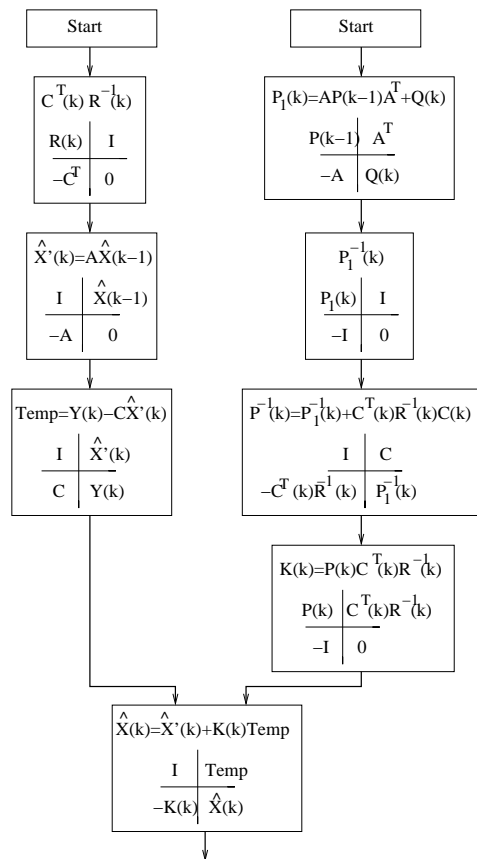 Start
C^T(k) R^−1(k)
R(k) I
−C^T 0
X̂'(k)=AX̂(k−1)
I X̂(k−1)
−A 0
Temp=Y(k)−CX̂'(k)
I X̂'(k)
C Y(k)
Start
P_1(k)=AP(k−1)A^T+Q(k)
P(k−1) A^T
−A Q(k)
P_1^−1(k)
P_1(k) I
−I 0
P^−1(k)=P_1^−1(k)+C^T(k)R^−1(k)C(k)
I C
−C^T(k)R^−1(k) P_1^−1(k)
K(k)=P(k)C^T(k)R^−1(k)
P(k) C^T(k)R^−1(k)
−I 0
X̂(k)=X̂'(k)+K(k)Temp
I Temp
−K(k) X̂(k)